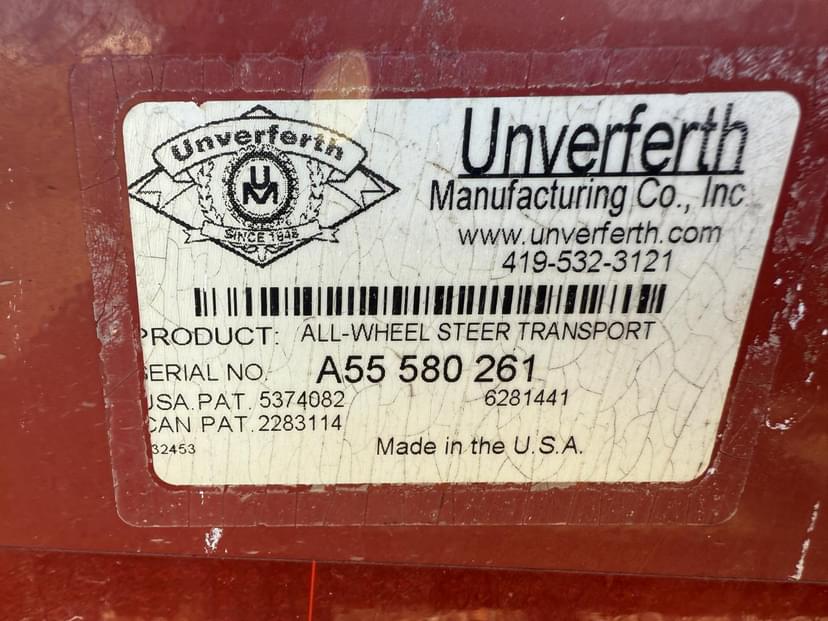 Unverferth
UM
SINCE 1948
Unverferth
Manufacturing Co., Inc
www.unverferth.com
419-532-3121
PRODUCT: ALL-WHEEL STEER TRANSPORT
SERIAL NO. A55 580 261
USA. PAT. 5374082 6281441
CAN PAT. 2283114
32453 Made in the U.S.A.